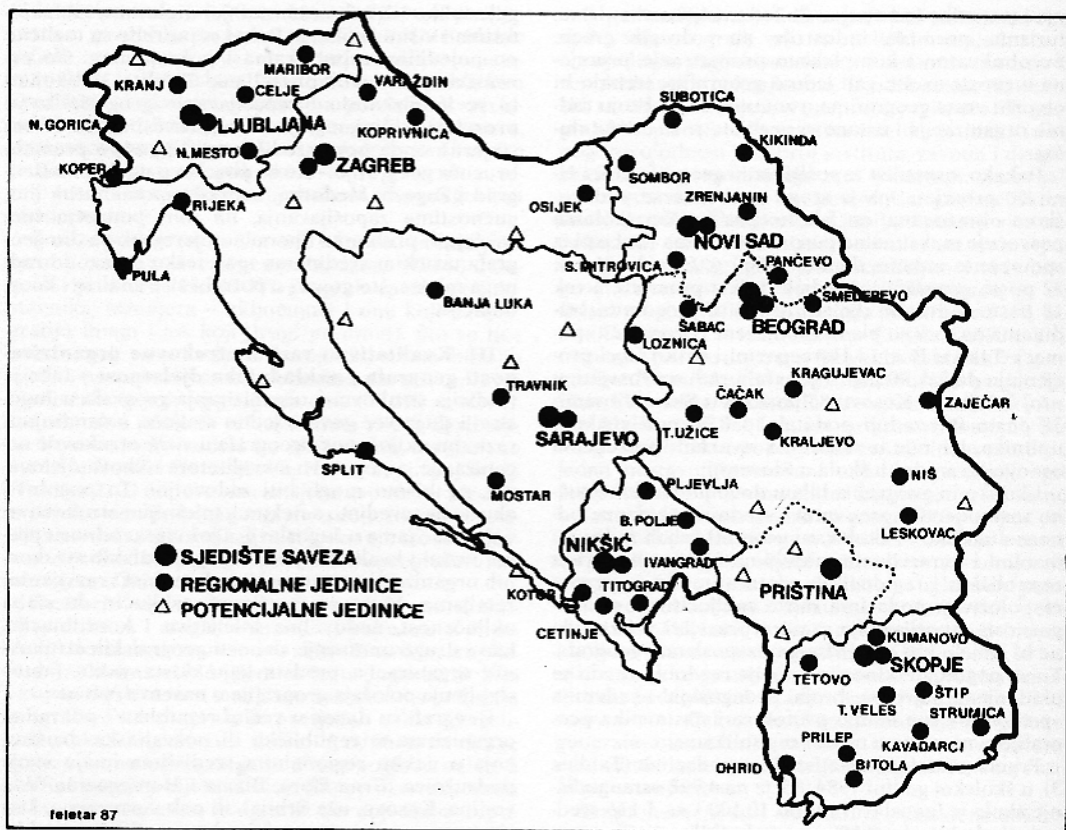 MARIBOR
KRANJ
CELJE
VARAŽDIN
N. GORICA
LJUBLJANA
KOPRIVNICA
N. MESTO
ZAGREB
KOPER
RIJEKA
PULA
SUBOTICA
KIKINDA
SOMBOR
OSIJEK
ZRENJANIN
NOVI SAD
S. MITROVICA
PANČEVO
SMEDEREVO
ŠABAC
BEOGRAD
BANJA LUKA
LOZNICA
TRAVNIK
KRAGUJEVAC
ČAČAK
ZAJEČAR
SARAJEVO
T. UŽICE
KRALJEVO
SPLIT
MOSTAR
PLJEVLJA
NIŠ
B. POLJE
LESKOVAC
NIKŠIĆ
IVANGRAD
PRIŠTINA
KOTOR
TITOGRAD
CETINJE
KUMANOVO
SKOPJE
TETOVO
T. VELES
ŠTIP
STRUMICA
PRILEP
KAVADARCI
OHRID
BITOLA
SJEDIŠTE SAVEZA
REGIONALNE JEDINICE
POTENCIJALNE JEDINICE
feletar 87